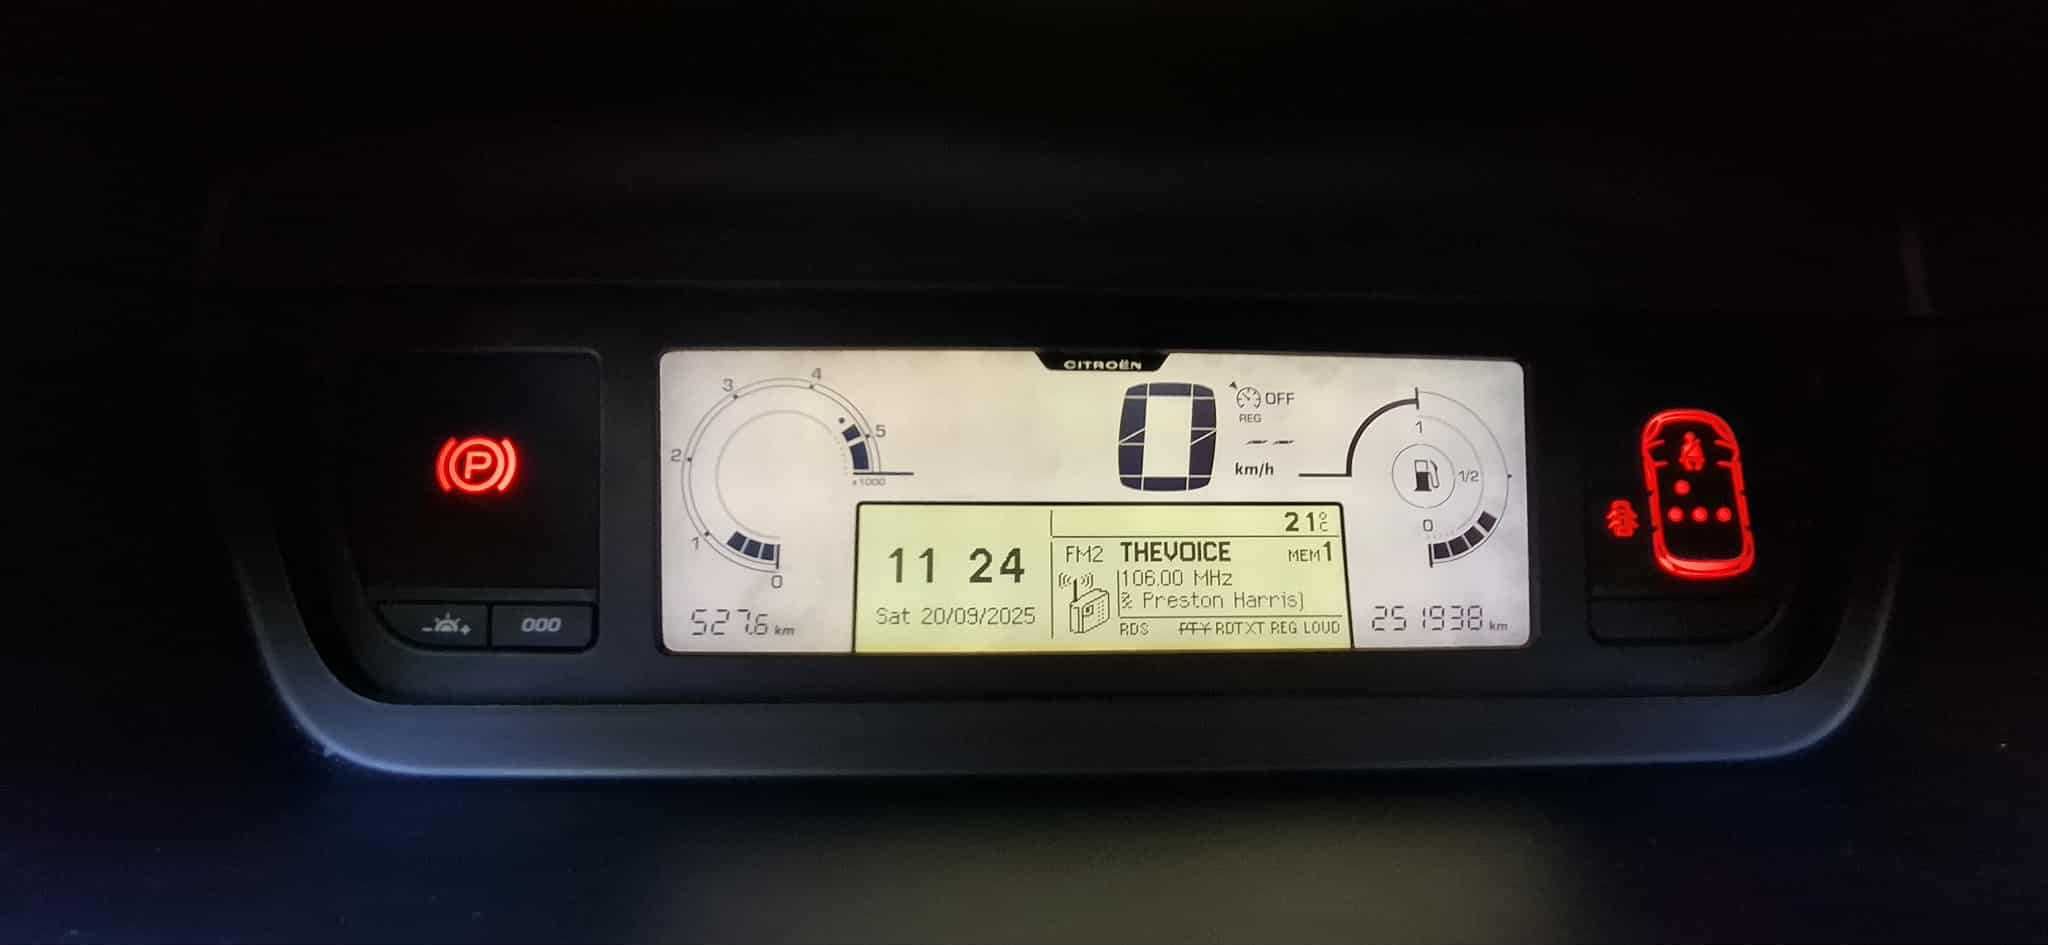 CITROËN
4
3
5
2
x1000
1
0
527.6 km
0
OFF
REG
-- --
km/h
1
1/2
0
21°C
11 24
FM2 THEVOICE MEM1
106.00 MHz
& Preston Harris)
Sat 20/09/2025
RDS PTY RDTXT REG LOUD
251938 km
P
000